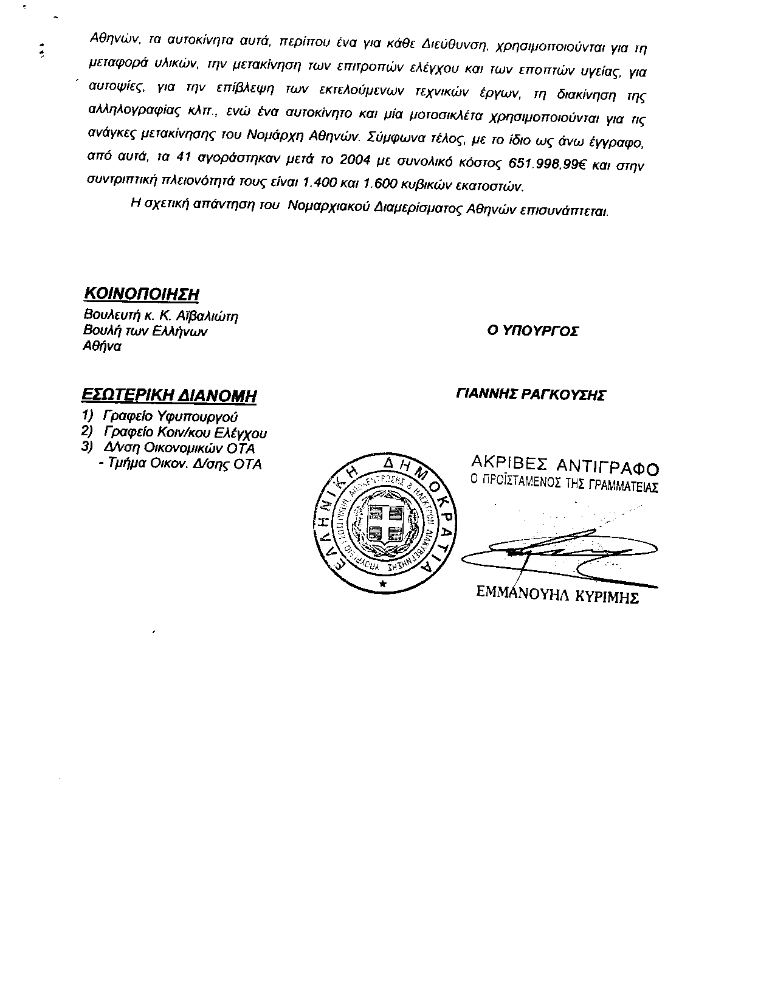 Αθηνών, τα αυτοκίνητα αυτά, περίπου ένα για κάθε Διεύθυνση, χρησιμοποιούνται για τη
μεταφορά υλικών, την μετακίνηση των επιτροπών ελέγχου και των εποπτών υγείας, για
αυτοψίες, για την επίβλεψη των εκτελούμενων τεχνικών έργων, τη διακίνηση της
αλληλογραφίας κλπ., ενώ ένα αυτοκίνητο και μία μοτοσικλέτα χρησιμοποιούνται για τις
ανάγκες μετακίνησης του Νομάρχη Αθηνών. Σύμφωνα τέλος, με το ίδιο ως άνω έγγραφο,
από αυτά, τα 41 αγοράστηκαν μετά το 2004 με συνολικό κόστος 651.998,99€ και στην
συντριπτική πλειονότητά τους είναι 1.400 και 1.600 κυβικών εκατοστών.
Η σχετική απάντηση του Νομαρχιακού Διαμερίσματος Αθηνών επισυνάπτεται.
ΚΟΙΝΟΠΟΙΗΣΗ
Βουλευτή κ. Κ. Αϊβαλιώτη
Βουλή των Ελλήνων
Αθήνα
Ο ΥΠΟΥΡΓΟΣ
ΕΣΩΤΕΡΙΚΗ ΔΙΑΝΟΜΗ
1) Γραφείο Υφυπουργού
2) Γραφείο Κοιν/κου Ελέγχου
3) Δ/νση Οικονομικών ΟΤΑ
- Τμήμα Οικον. Δ/σης ΟΤΑ
ΓΙΑΝΝΗΣ ΡΑΓΚΟΥΣΗΣ
ΕΛΛΗΝΙΚΗ ΔΗΜΟΚΡΑΤΙΑ
ΥΠΟΥΡΓΕΙΟ ΕΣΩΤΕΡΙΚΩΝ, ΑΠΟΚΕΝΤΡΩΣΗΣ & ΗΛΕΚΤΡΟΝ ΔΙΑΚΥΒΕΡΝΗΣΗΣ
ΑΚΡΙΒΕΣ ΑΝΤΙΓΡΑΦΟ
Ο ΠΡΟΪΣΤΑΜΕΝΟΣ ΤΗΣ ΓΡΑΜΜΑΤΕΙΑΣ
ΕΜΜΑΝΟΥΗΛ ΚΥΡΙΜΗΣ